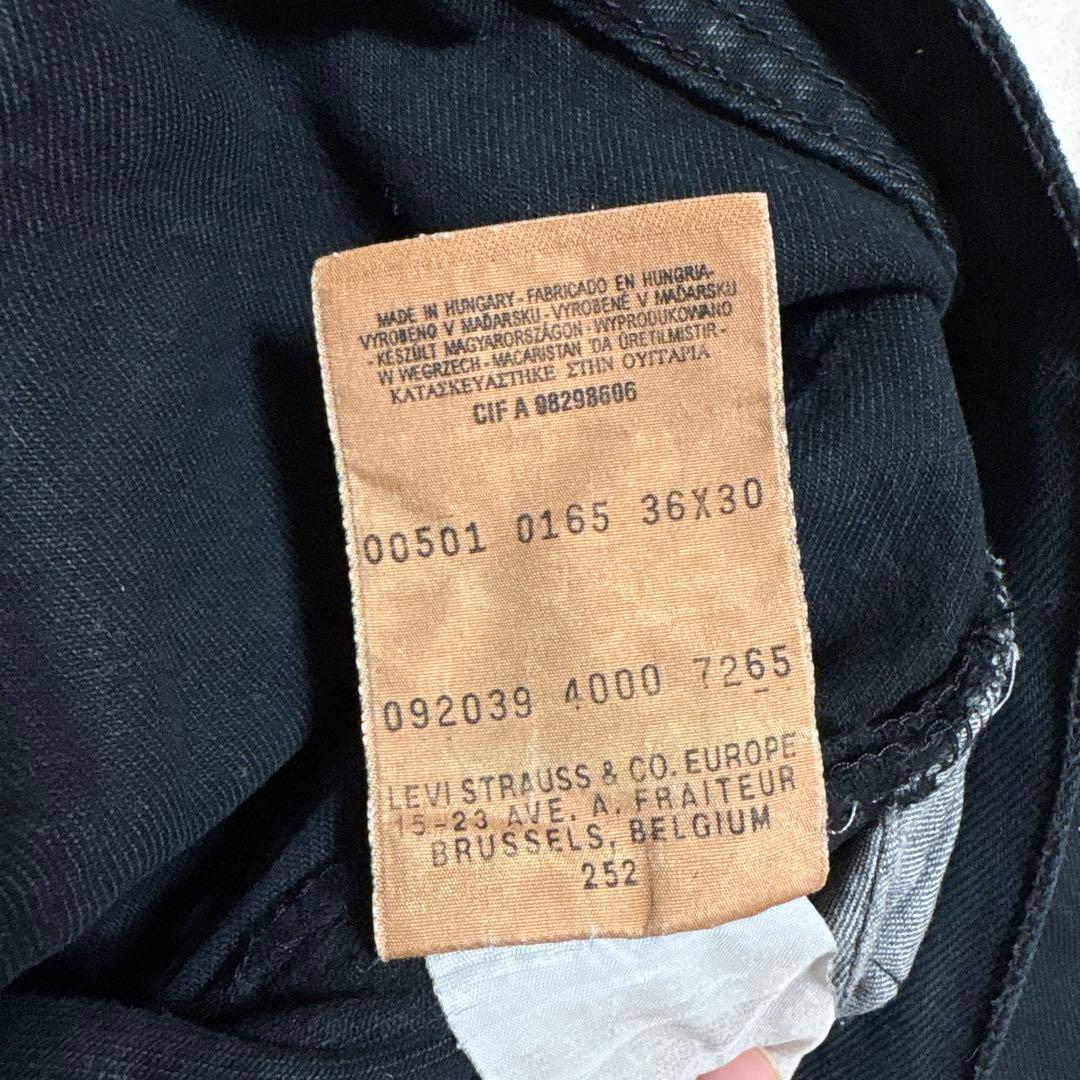 MADE IN HUNGARY - FABRICADO EN HUNGRIA-
VYROBENO V MAĎARSKU - VYROBENÉ V MAĎARSKU
- KÉSZÜLT MAGYARORSZÁGON - WYPRODUKOWANO
W WEGRZECH - MACARISTAN 'DA ÜRETILMISTIR -
ΚΑΤΑΣΚΕΥΑΣΤΗΚΕ ΣΤΗΝ ΟΥΓΓΑΡΙΑ
CIF A 08298606
00501 0165 36X30
092039 4000 7265
LEVI STRAUSS & CO. EUROPE
15-23 AVE. A. FRAITEUR
BRUSSELS, BELGIUM
252